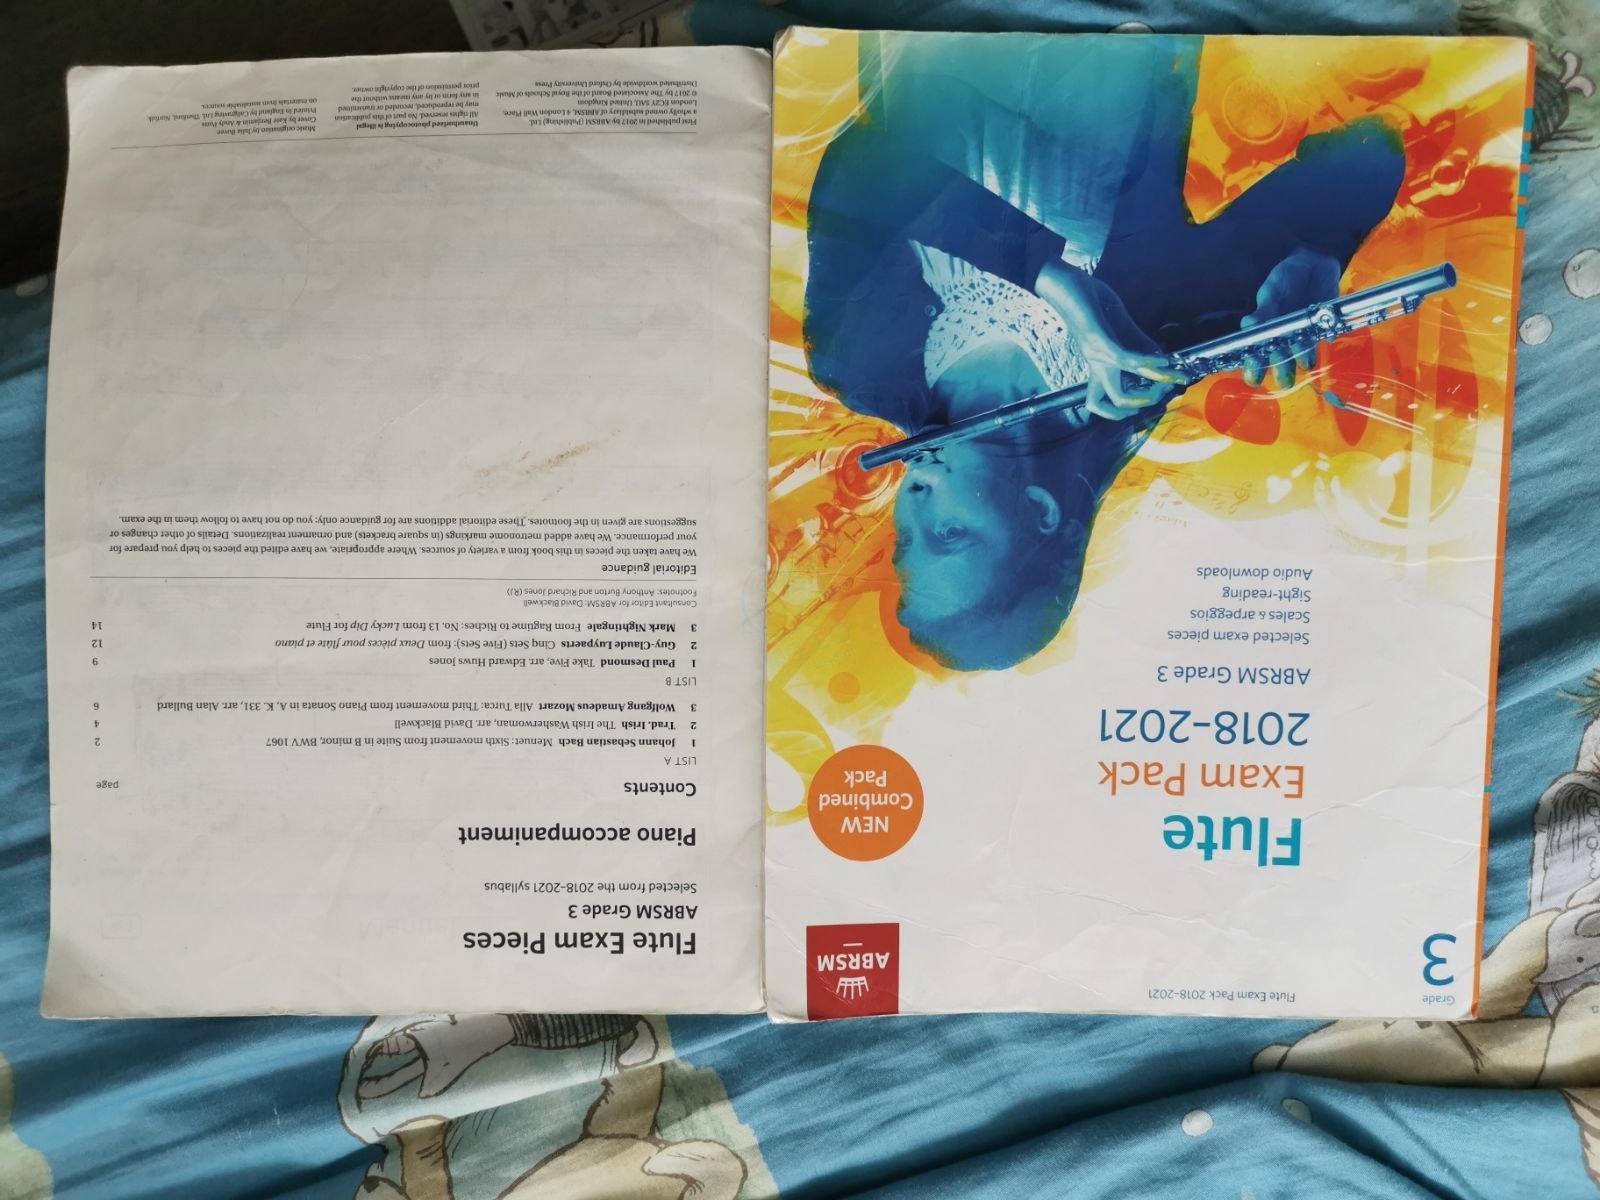 Flute Exam Pack 2018–2021
Grade
3
ABRSM
Flute
Exam Pack
2018–2021
NEW
Combined
Pack
ABRSM Grade 3
Selected exam pieces
Scales & arpeggios
Sight-reading
Audio downloads
Flute Exam Pieces
ABRSM Grade 3
Selected from the 2018–2021 syllabus
Piano accompaniment
Contents
page
LIST A
1 Johann Sebastian Bach Menuet: Sixth movement from Suite in B minor, BWV 1067 2
2 Trad. Irish The Irish Washerwoman, arr. David Blackwell 4
3 Wolfgang Amadeus Mozart Alla Turca: Third movement from Piano Sonata in A, K. 331, arr. Alan Bullard 6
LIST B
1 Paul Desmond Take Five, arr. Edward Huws Jones 9
2 Guy-Claude Luypaerts Cinq Sets (Five Sets): from Deux pièces pour flûte et piano 12
3 Mark Nightingale From Ragtime to Riches: No. 13 from Lucky Dip for Flute 14
Consultant Editor for ABRSM: David Blackwell
Footnotes: Anthony Burton and Richard Jones (RJ)
Editorial guidance
We have taken the pieces in this book from a variety of sources. Where appropriate, we have edited the pieces to help you prepare for
your performance. We have added metronome markings (in square brackets) and ornament realizations. Details of other changes or
suggestions are given in the footnotes. These editorial additions are for guidance only: you do not have to follow them in the exam.
First published in 2017 by ABRSM (Publishing) Ltd,
a wholly owned subsidiary of ABRSM, 4 London Wall Place,
London EC2Y 5AU, United Kingdom
© 2017 by The Associated Board of the Royal Schools of Music
Distributed worldwide by Oxford University Press
Unauthorized photocopying is illegal
All rights reserved. No part of this publication
may be reproduced, recorded or transmitted
in any form or by any means without the
prior permission of the copyright owner.
Music origination by Julia Bovee
Cover by Kate Benjamin & Andy Potts
Printed in England by Caligraving Ltd, Thetford, Norfolk,
on materials from sustainable sources.